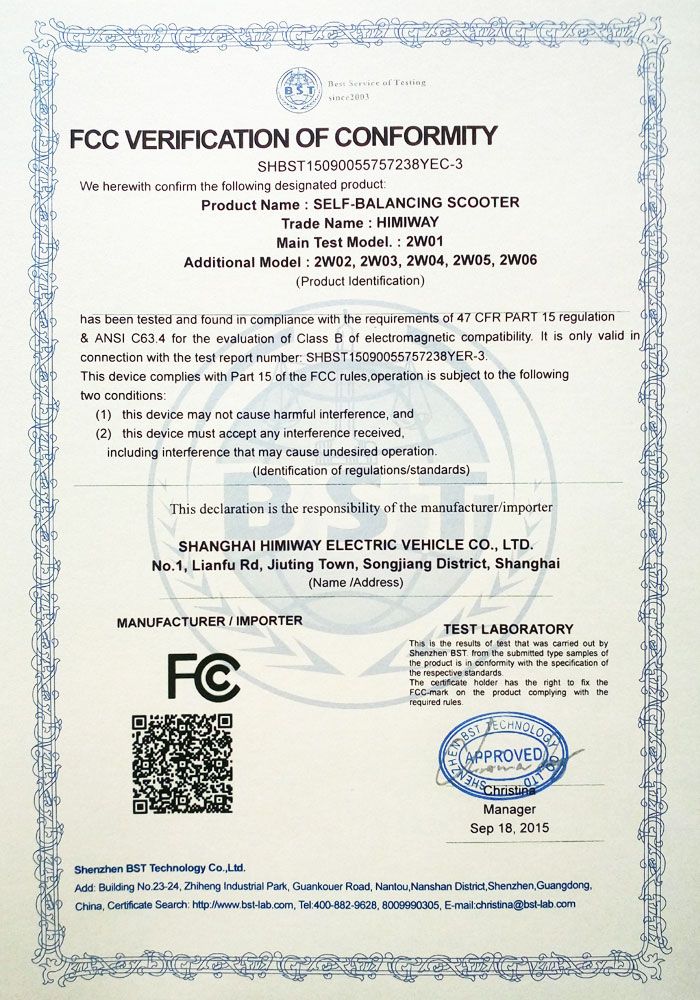 BST
Best Service of Testing
since2003
FCC VERIFICATION OF CONFORMITY
SHBST15090055757238YEC-3
We herewith confirm the following designated product:
Product Name : SELF-BALANCING SCOOTER
Trade Name : HIMIWAY
Main Test Model. : 2W01
Additional Model : 2W02, 2W03, 2W04, 2W05, 2W06
(Product Identification)
has been tested and found in compliance with the requirements of 47 CFR PART 15 regulation
& ANSI C63.4 for the evaluation of Class B of electromagnetic compatibility. It is only valid in
connection with the test report number: SHBST15090055757238YER-3.
This device complies with Part 15 of the FCC rules,operation is subject to the following
two conditions:
(1) this device may not cause harmful interference, and
(2) this device must accept any interference received,
including interference that may cause undesired operation.
(Identification of regulations/standards)
BST
This declaration is the responsibility of the manufacturer/importer
SHANGHAI HIMIWAY ELECTRIC VEHICLE CO., LTD.
No.1, Lianfu Rd, Jiuting Town, Songjiang District, Shanghai
(Name /Address)
MANUFACTURER / IMPORTER
FC
TEST LABORATORY
This is the results of test that was carried out by
Shenzhen BST. from the submitted type samples of
the product is in conformity with the specification of
the respective standards.
The certificate holder has the right to fix the
FCC-mark on the product complying with the
required rules.
SHENZHEN BST TECHNOLOGY CO.,LTD.
APPROVED
Christina
Manager
Sep 18, 2015
Shenzhen BST Technology Co.,Ltd.
Add: Building No.23-24, Zhiheng Industrial Park, Guankouer Road, Nantou,Nanshan District,Shenzhen,Guangdong,
China, Certificate Search: http://www.bst-lab.com, Tel:400-882-9628, 8009990305, E-mail:christina@bst-lab.com